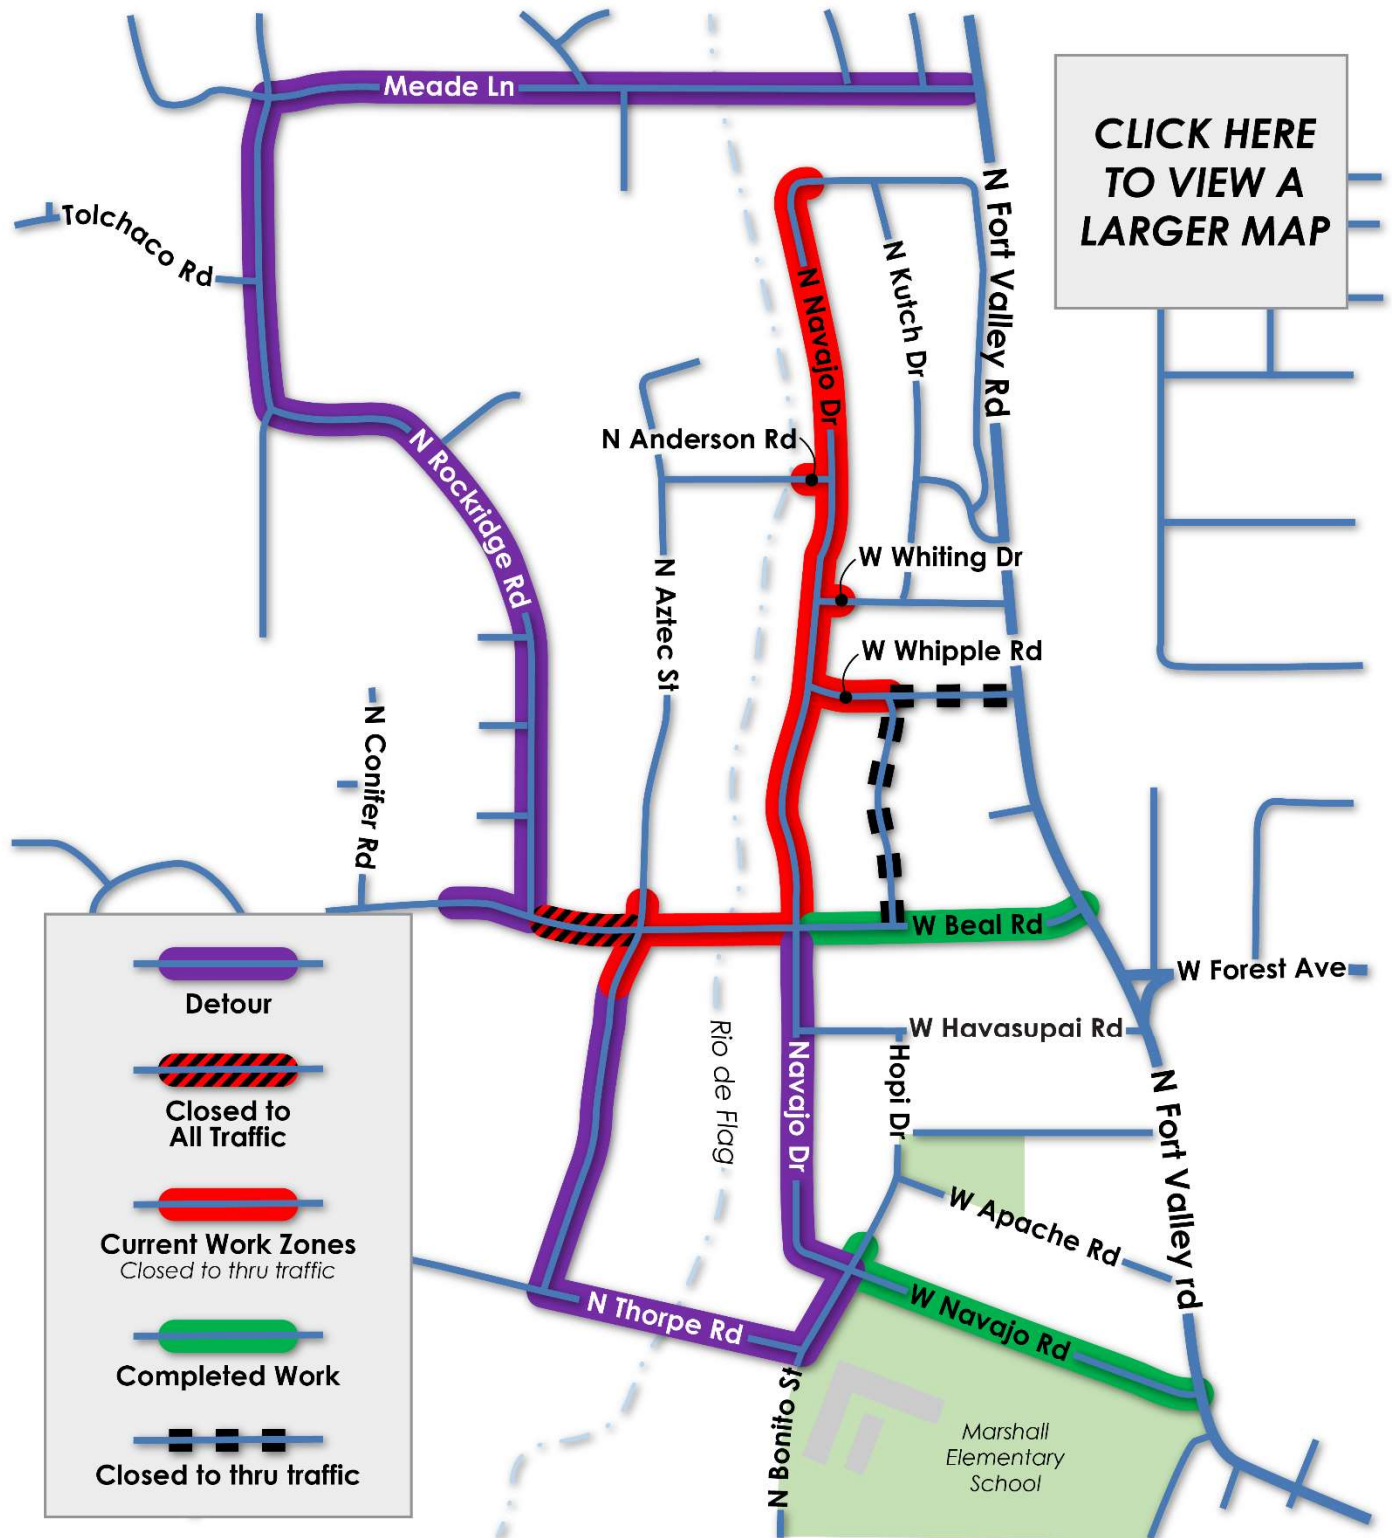 Meade Ln
CLICK HERE
TO VIEW A
LARGER MAP
N Fort Valley Rd
Tolchaco Rd
N Kutch Dr
N Navajo Dr
N Anderson Rd
N Rockridge Rd
W Whiting Dr
N Aztec St
W Whipple Rd
N Conifer Rd
W Beal Rd
W Forest Ave
W Havasupai Rd
Rio de Flag
Navajo Dr
Hopi Dr
N Fort Valley rd
W Apache Rd
W Navajo Rd
N Thorpe Rd
N Bonito St
Marshall
Elementary
School
Detour
Closed to
All Traffic
Current Work Zones
Closed to thru traffic
Completed Work
Closed to thru traffic